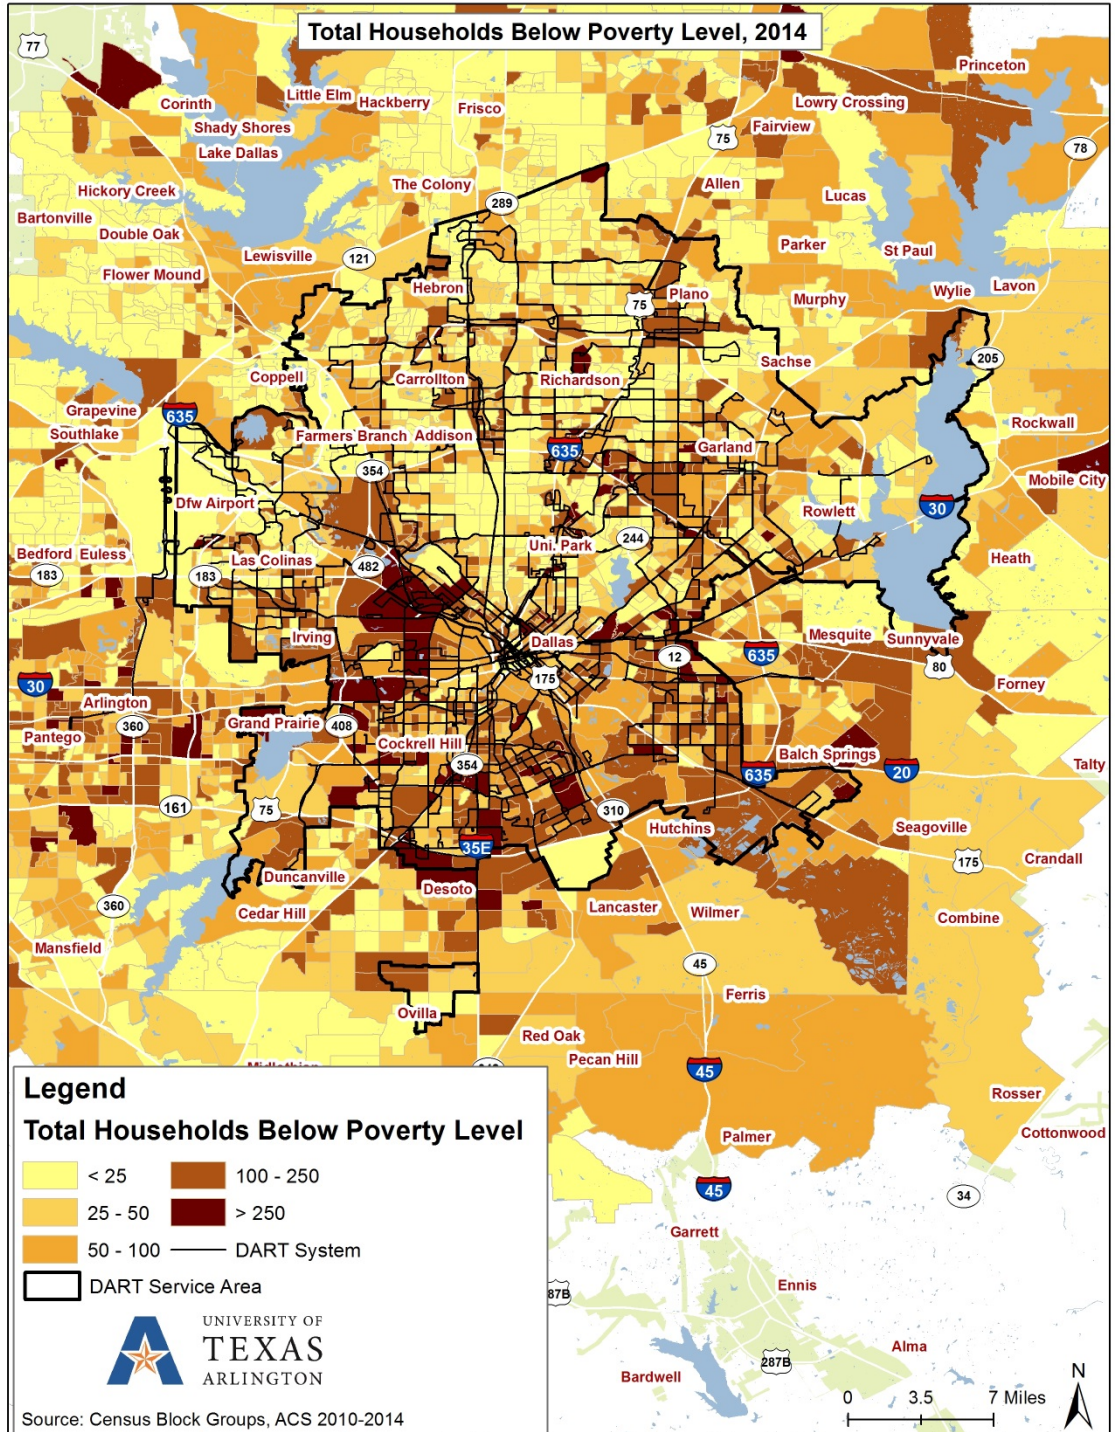 Total Households Below Poverty Level, 2014
77
Princeton
Little Elm
Hackberry
Corinth
Frisco
Lowry Crossing
Shady Shores
Fairview
75
Lake Dallas
78
The Colony
Allen
Hickory Creek
Lucas
289
Bartonville
Double Oak
Parker
St Paul
Lewisville
121
Flower Mound
Hebron
Lavon
Wylie
Plano
Murphy
75
205
Sachse
Coppell
Carrollton
Richardson
Grapevine
635
Rockwall
Southlake
Farmers Branch
Addison
Garland
635
354
Mobile City
Dfw Airport
30
Rowlett
244
Uni. Park
Bedford
Euless
Las Colinas
482
Heath
183
183
Irving
Dallas
Mesquite
Sunnyvale
12
635
80
175
30
Forney
Arlington
360
Grand Prairie
408
Pantego
Cockrell Hill
Balch Springs
354
635
20
Talty
161
75
310
Hutchins
Seagoville
35E
175
Crandall
Duncanville
Desoto
360
Cedar Hill
Lancaster
Wilmer
Combine
Mansfield
45
Ferris
Ovilla
Red Oak
Pecan Hill
45
Rosser
Cottonwood
Palmer
45
34
Garrett
Ennis
87B
Alma
287B
Bardwell
Legend
Total Households Below Poverty Level
< 25
100 - 250
25 - 50
> 250
50 - 100
DART System
DART Service Area
UNIVERSITY OF
TEXAS
ARLINGTON
Source: Census Block Groups, ACS 2010-2014
N
0 3.5 7 Miles